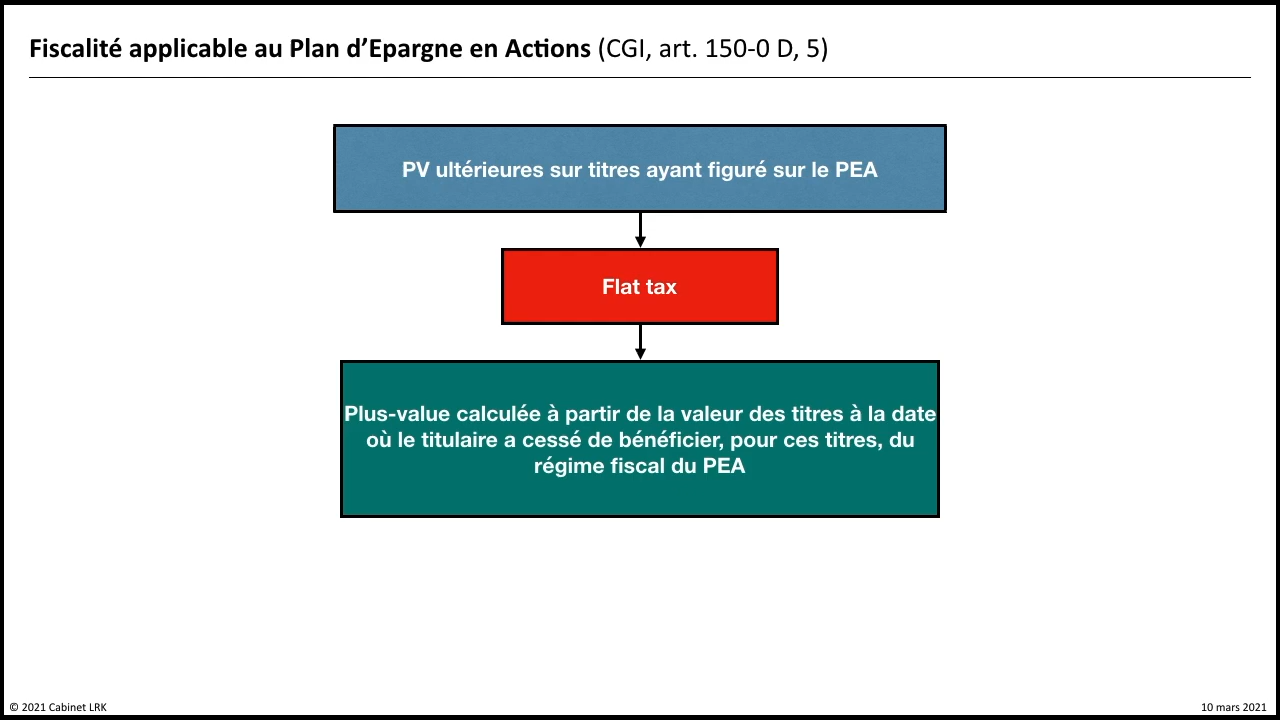 Fiscalité applicable au Plan d’Epargne en Actions (CGI, art. 150-0 D, 5)
PV ultérieures sur titres ayant figuré sur le PEA
Flat tax
Plus-value calculée à partir de la valeur des titres à la date
où le titulaire a cessé de bénéficier, pour ces titres, du
régime fiscal du PEA
© 2021 Cabinet LRK
10 mars 2021